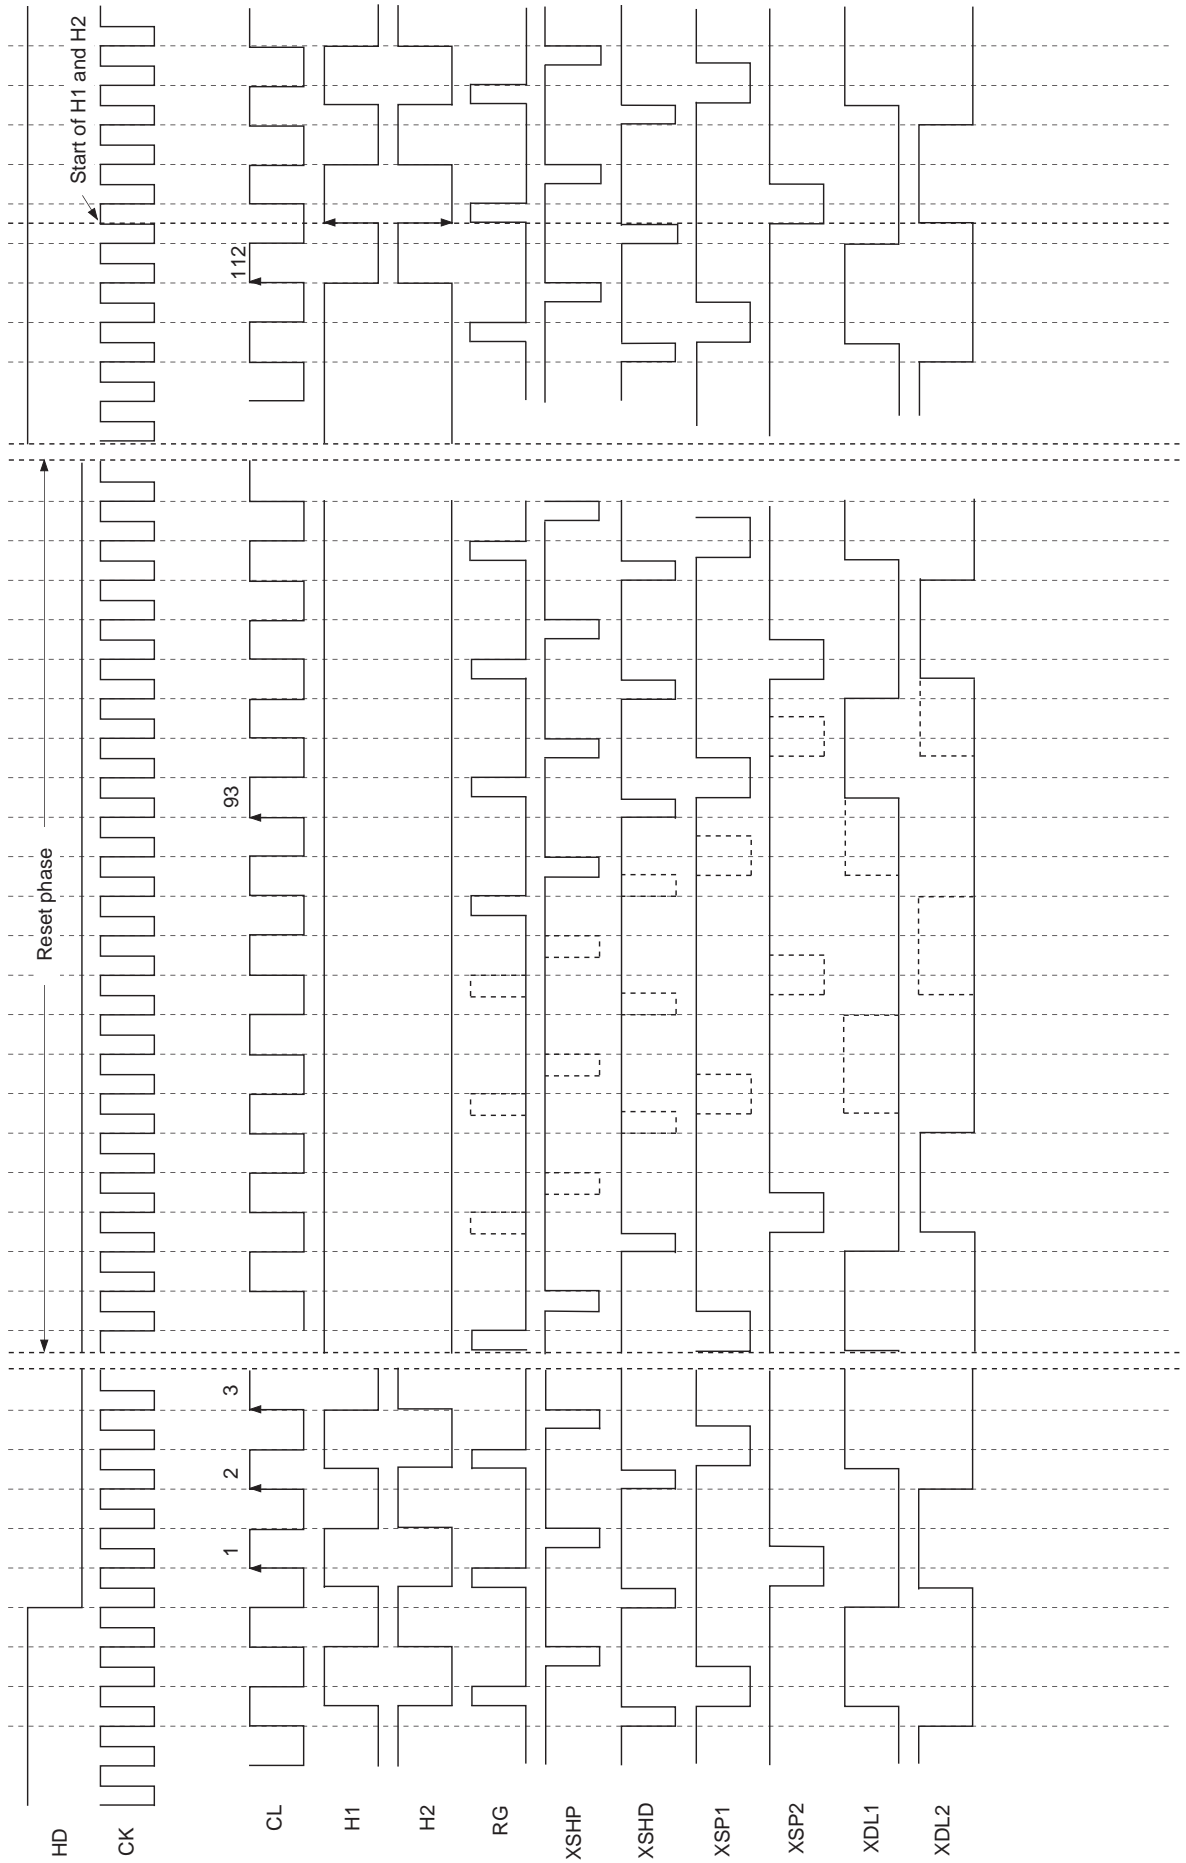 HD
CK
CL
H1
H2
RG
XSHP
XSHD
XSP1
XSP2
XDL1
XDL2
1
2
3
Reset phase
93
112
Start of H1 and H2